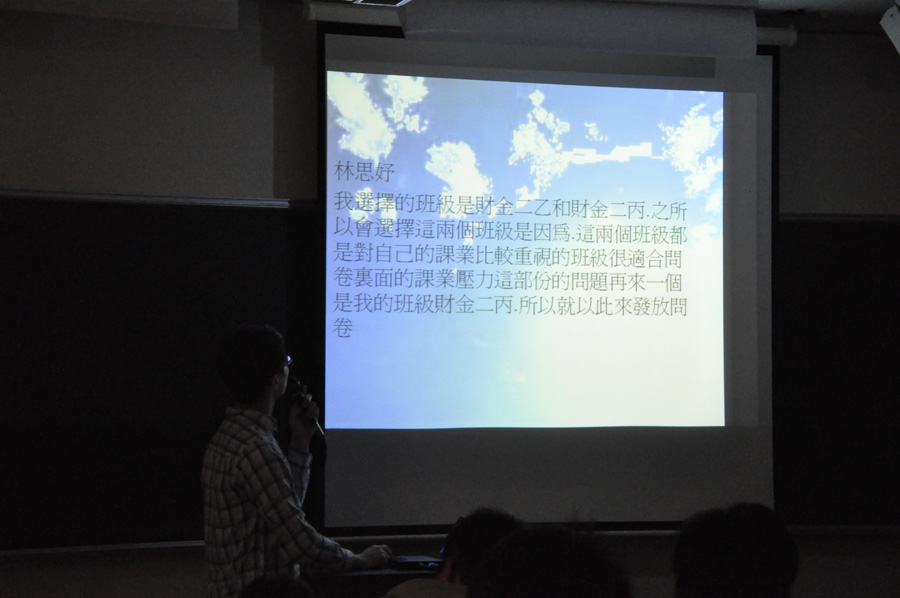 林思妤
我選擇的班級是財金二乙和財金二丙.之所
以會選擇這兩個班級是因為.這兩個班級都
是對自己的課業比較重視的班級很適合問
卷裏面的課業壓力這部份的問題再來一個
是我的班級財金二丙.所以就以此來發放問
卷